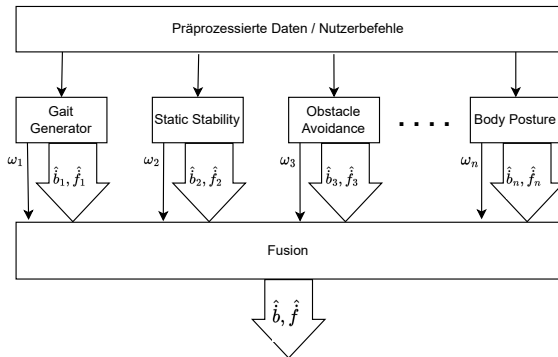 Präprozessierte Daten / Nutzerbefehle
Gait
Generator
Static Stability
Obstacle
Avoidance
. . . .
Body Posture
ω₁
ω₂
ω₃
ωₙ
b̂̇₁, f̂̇₁
b̂̇₂, f̂̇₂
b̂̇₃, f̂̇₃
b̂̇ₙ, f̂̇ₙ
Fusion
b̂̇, f̂̇